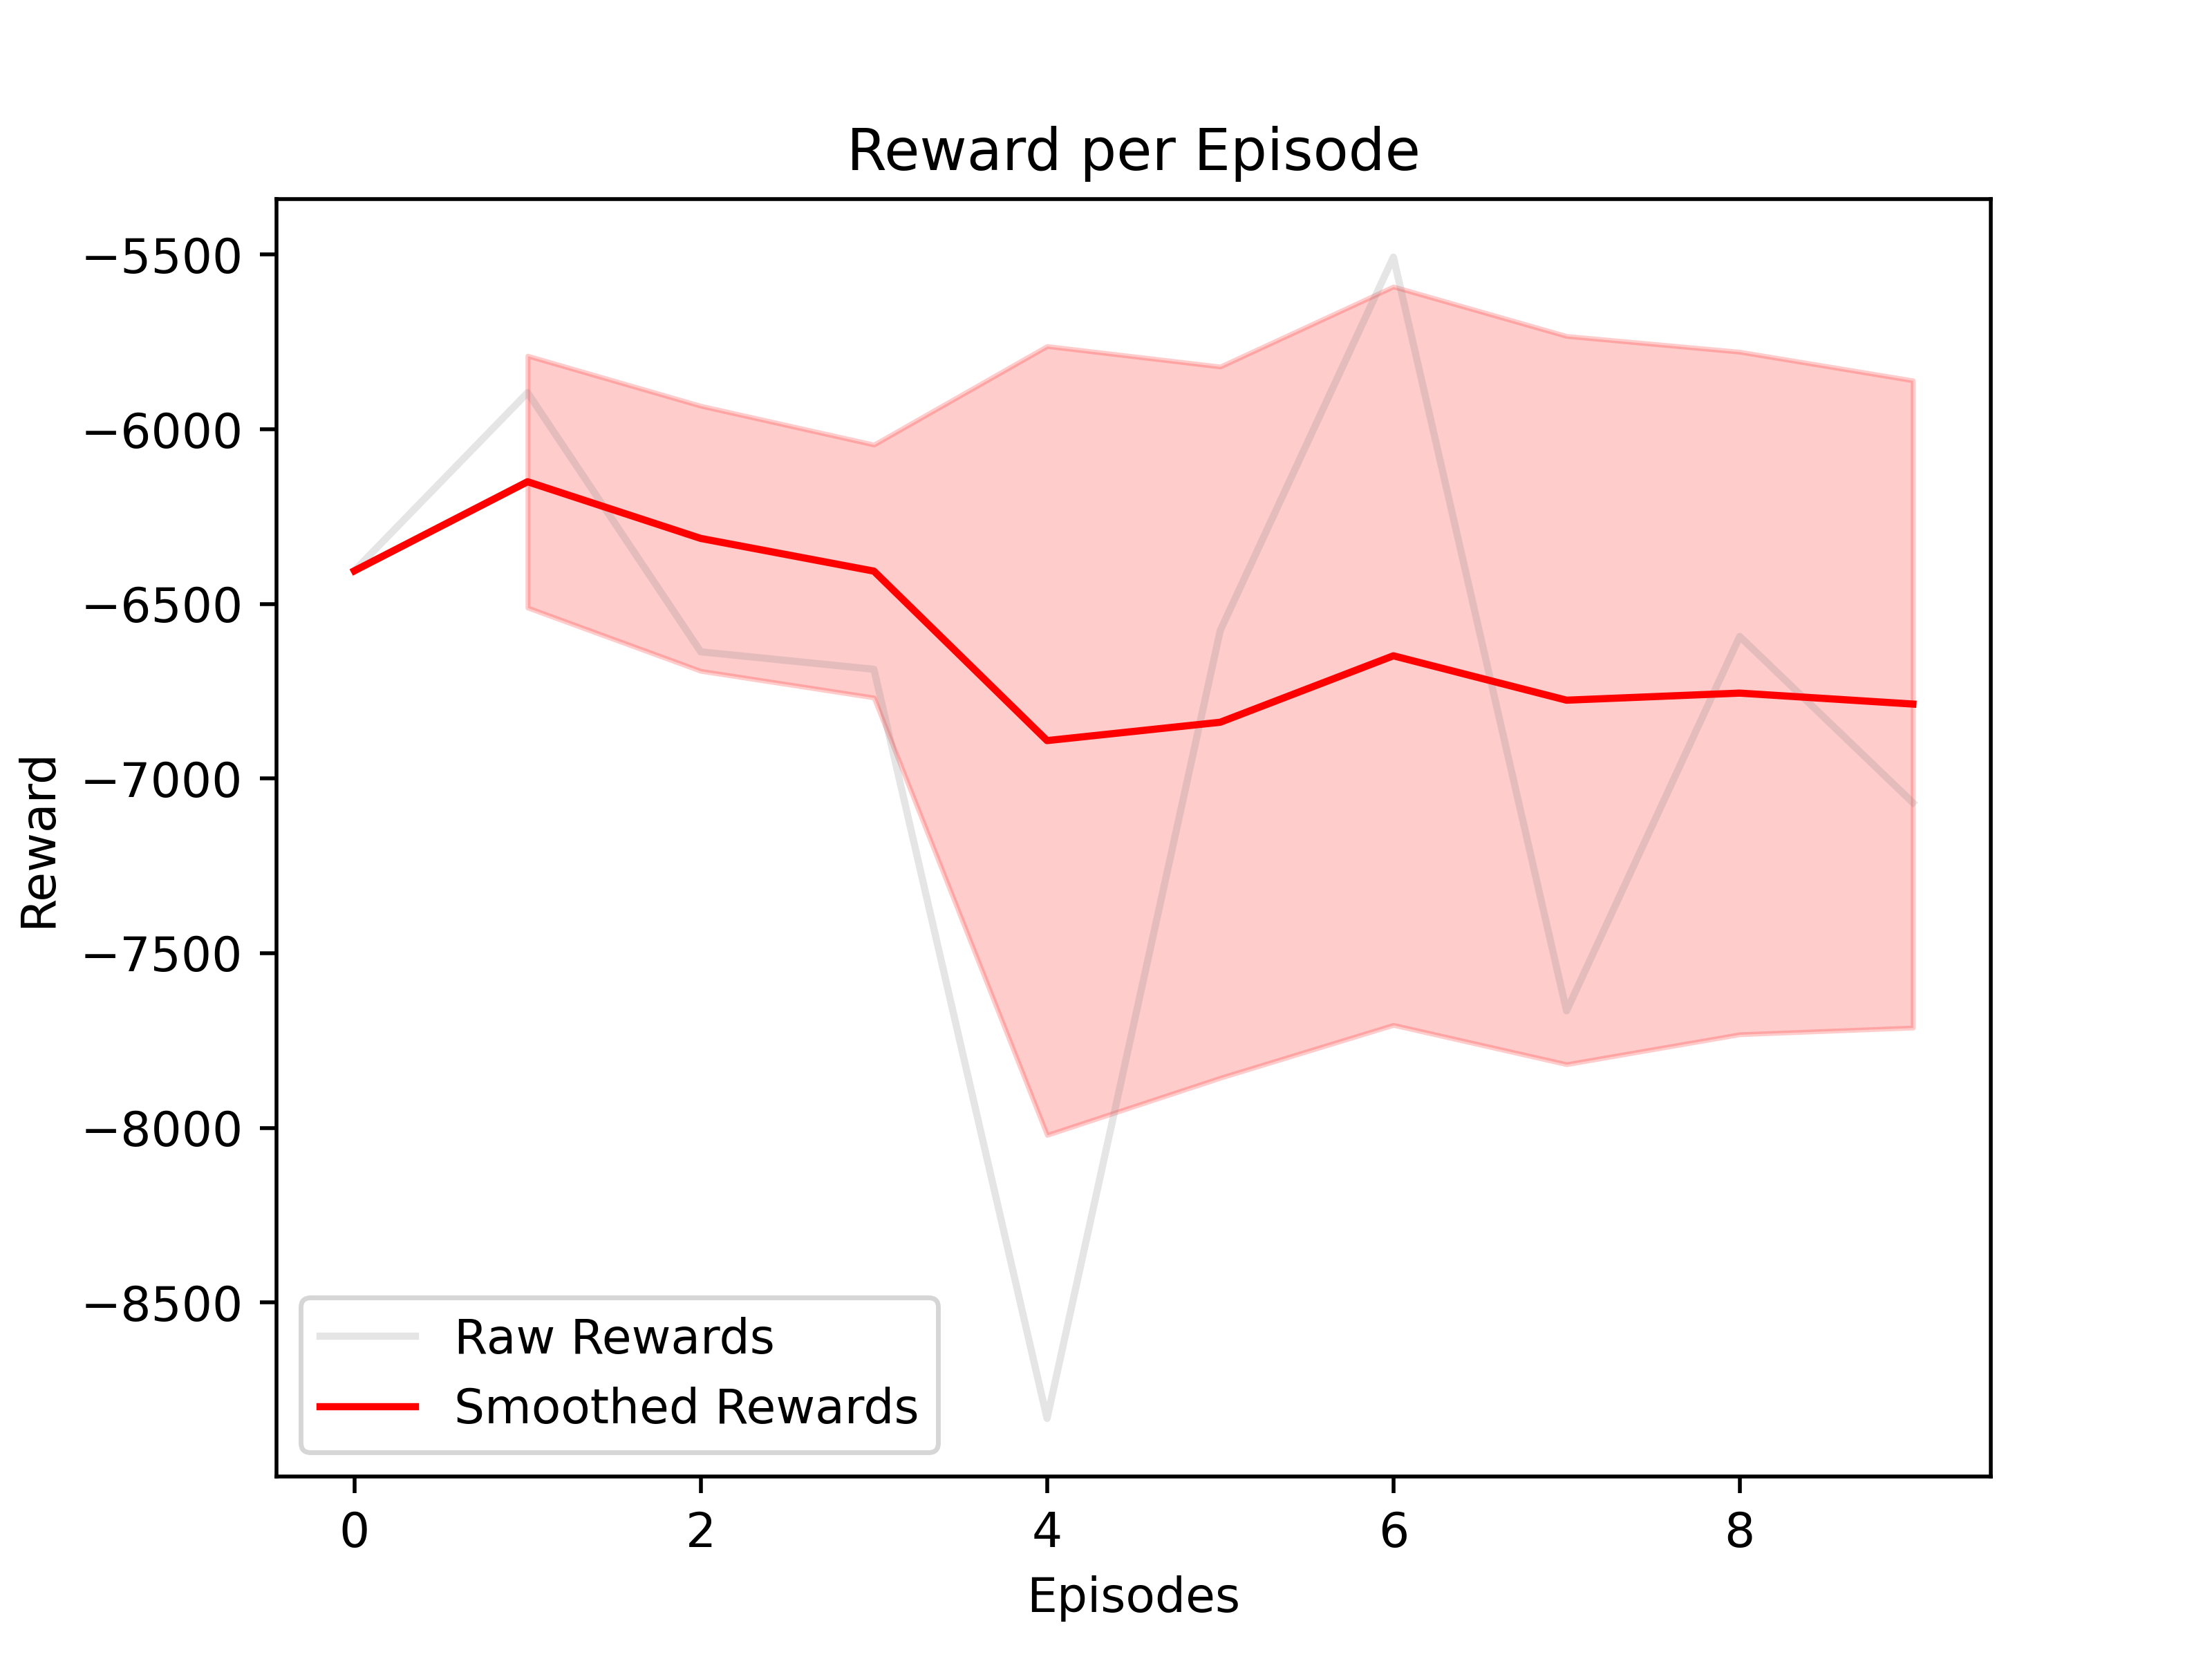 Reward per Episode
−5500
−6000
−6500
−7000
−7500
−8000
−8500
Reward
Raw Rewards
Smoothed Rewards
0 2 4 6 8
Episodes